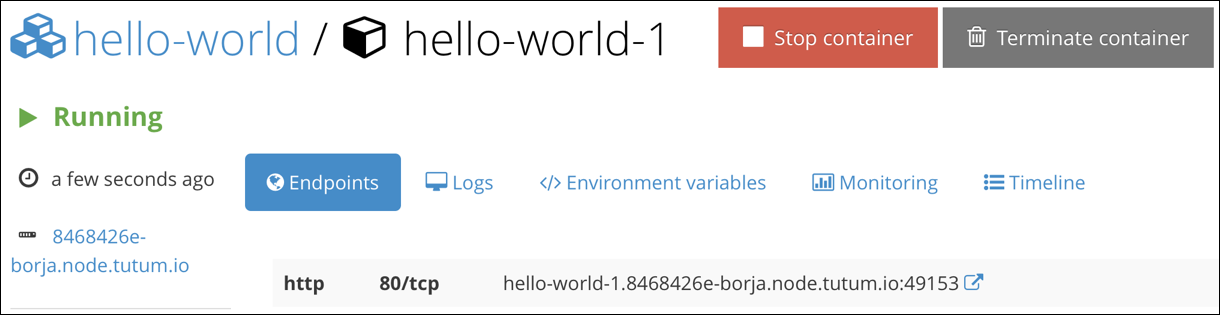 hello-world / hello-world-1
Stop container
Terminate container
Running
a few seconds ago
Endpoints
Logs
</> Environment variables
Monitoring
Timeline
8468426e-
borja.node.tutum.io
http 80/tcp hello-world-1.8468426e-borja.node.tutum.io:49153